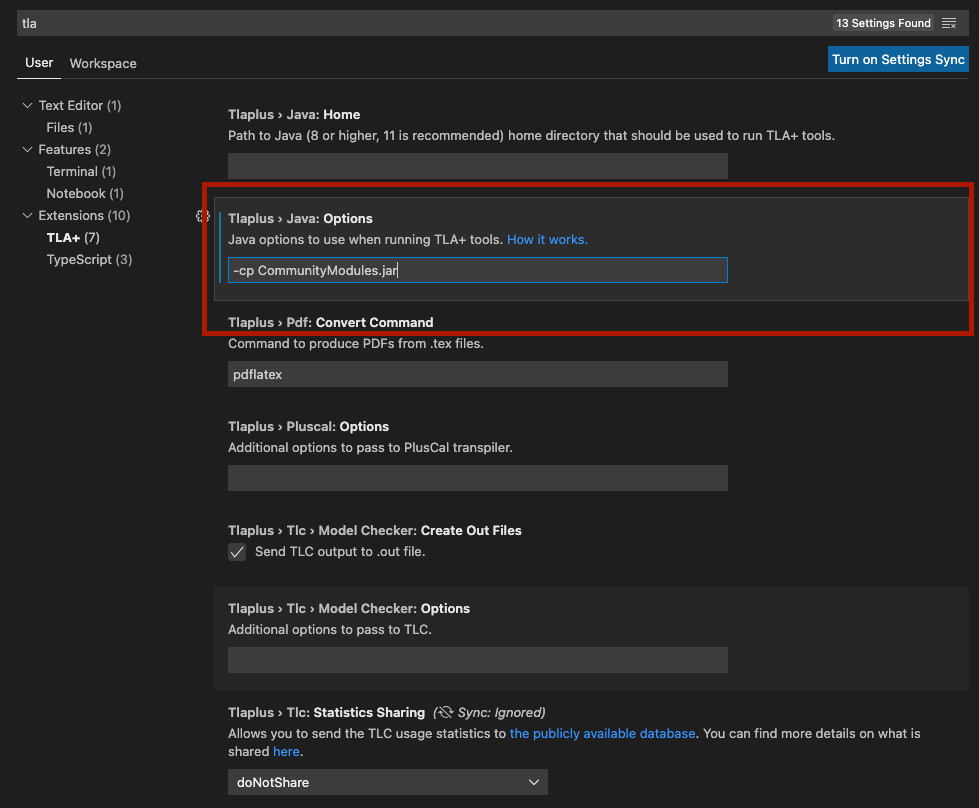 tla
13 Settings Found
User
Workspace
Turn on Settings Sync
Text Editor (1)
Files (1)
Features (2)
Terminal (1)
Notebook (1)
Extensions (10)
TLA+ (7)
TypeScript (3)
Tlaplus › Java: Home
Path to Java (8 or higher, 11 is recommended) home directory that should be used to run TLA+ tools.
Tlaplus › Java: Options
Java options to use when running TLA+ tools. How it works.
-cp CommunityModules.jar
Tlaplus › Pdf: Convert Command
Command to produce PDFs from .tex files.
pdflatex
Tlaplus › Pluscal: Options
Additional options to pass to PlusCal transpiler.
Tlaplus › Tlc › Model Checker: Create Out Files
Send TLC output to .out file.
Tlaplus › Tlc › Model Checker: Options
Additional options to pass to TLC.
Tlaplus › Tlc: Statistics Sharing (Sync: Ignored)
Allows you to send the TLC usage statistics to the publicly available database. You can find more details on what is
shared here.
doNotShare